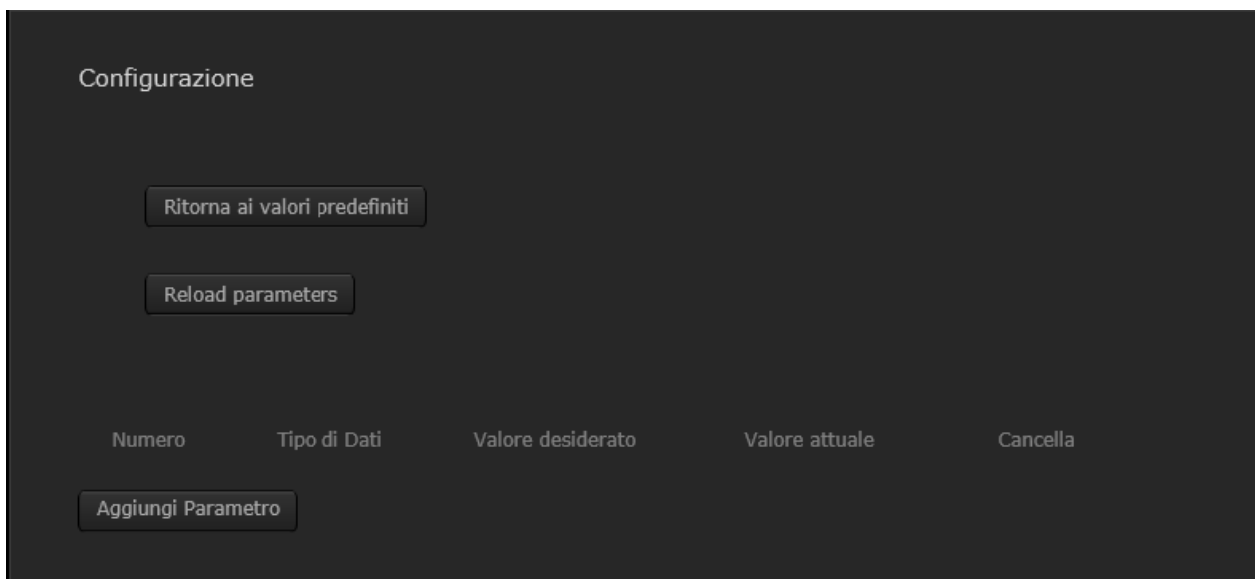 Configurazione
Ritorna ai valori predefiniti
Reload parameters
Numero Tipo di Dati Valore desiderato Valore attuale Cancella
Aggiungi Parametro